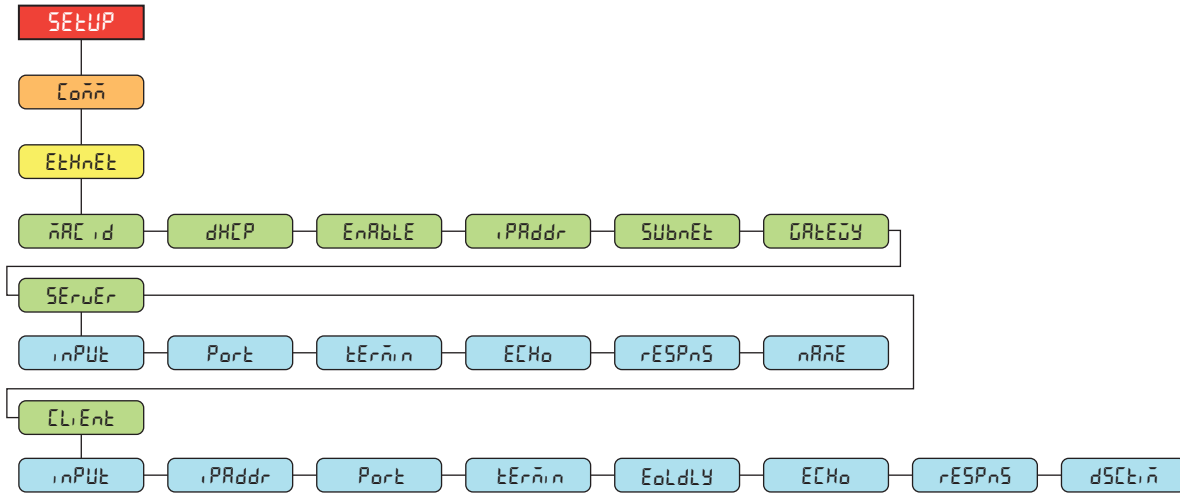 SEtUP
Comm
EtHnEt
mAC id
dHCP
EnAbLE
iPAddr
SUbnEt
GAtEwY
SErvEr
inPUt
Port
tErmin
ECHo
rESPnS
nAmE
CLiEnt
inPUt
iPAddr
Port
tErmin
EoLdLY
ECHo
rESPnS
dSCtim